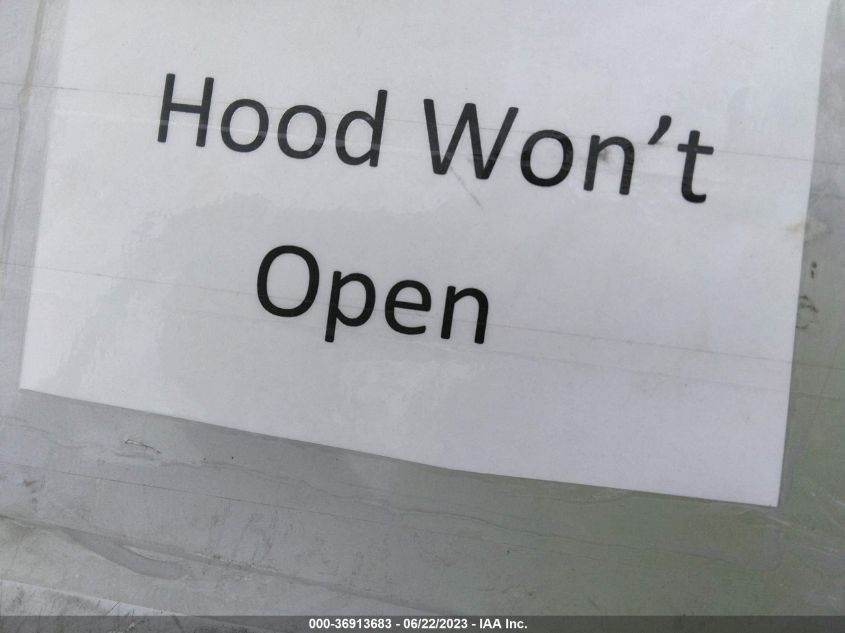 Hood Won’t
Open
000-36913683 - 06/22/2023 - IAA Inc.